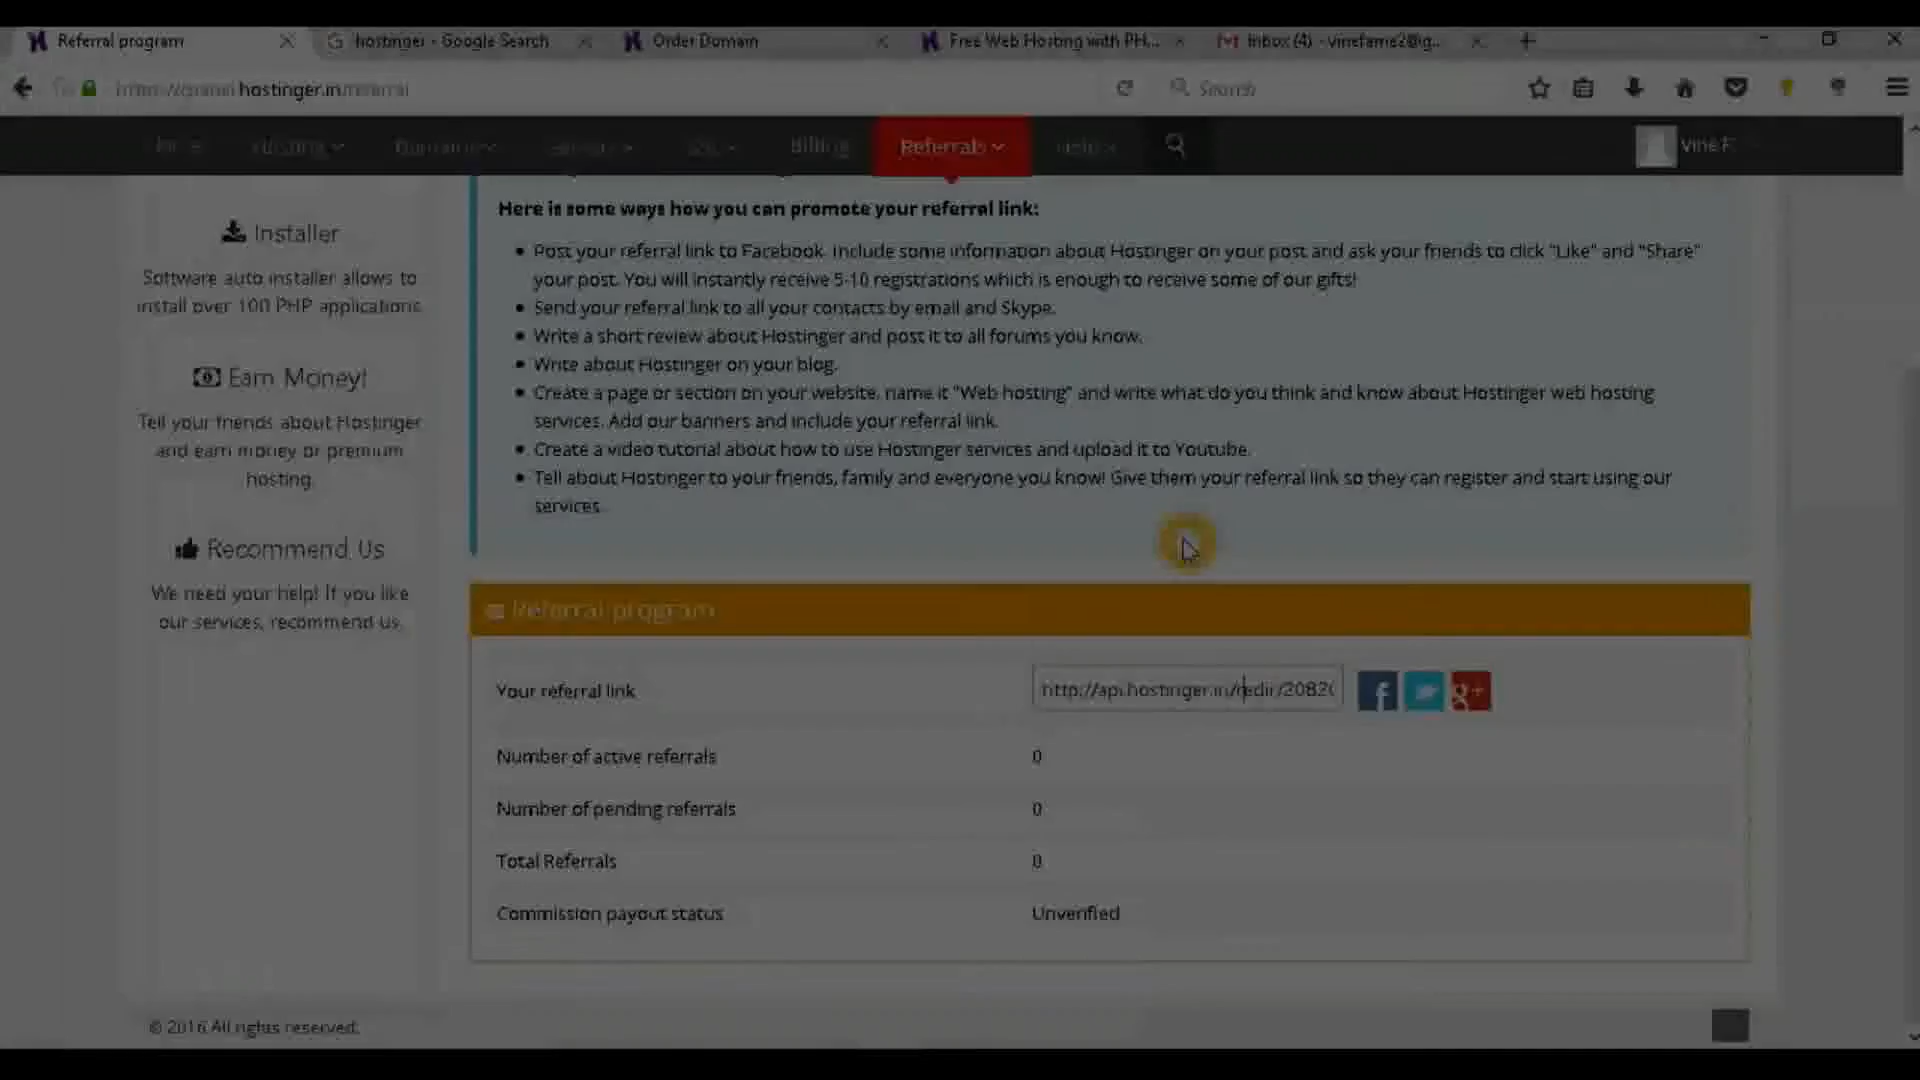 Referral program
hostinger - Google Search
Order Domain
Free Web Hosting with PH...
Inbox (4) - vinefame2@g...
https://cpanel.hostinger.in/referral
Search
Hosting
Domains
Billing
Referrals
Help
Vine F
Installer
Software auto installer allows to
install over 100 PHP applications.
Earn Money!
Tell your friends about Hostinger
and earn money or premium
hosting.
Recommend Us
We need your help! If you like
our services, recommend us.
Here is some ways how you can promote your referral link:
Post your referral link to Facebook. Include some information about Hostinger on your post and ask your friends to click "Like" and "Share"
your post. You will instantly receive 5-10 registrations which is enough to receive some of our gifts!
Send your referral link to all your contacts by email and Skype.
Write a short review about Hostinger and post it to all forums you know.
Write about Hostinger on your blog.
Create a page or section on your website, name it "Web hosting" and write what do you think and know about Hostinger web hosting
services. Add our banners and include your referral link.
Create a video tutorial about how to use Hostinger services and upload it to Youtube.
Tell about Hostinger to your friends, family and everyone you know! Give them your referral link so they can register and start using our
services.
Referral program
Your referral link
http://api.hostinger.in/redir/2082
Number of active referrals
0
Number of pending referrals
0
Total Referrals
0
Commission payout status
Unverified
© 2016 All rights reserved.